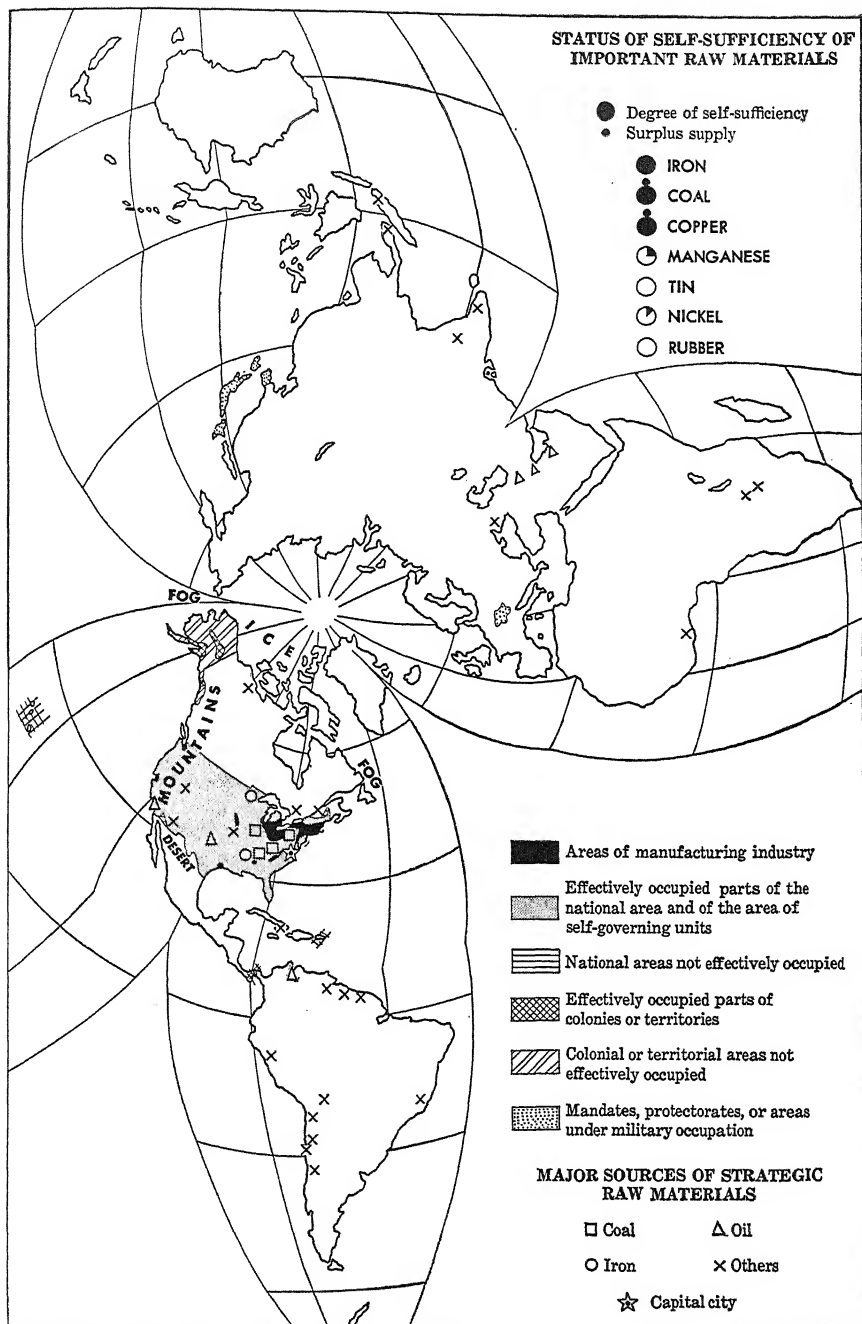 STATUS OF SELF-SUFFICIENCY OF
IMPORTANT RAW MATERIALS
Degree of self-sufficiency
Surplus supply
IRON
COAL
COPPER
MANGANESE
TIN
NICKEL
RUBBER
FOG
ICE
MOUNTAINS
FOG
DESERT
Areas of manufacturing industry
Effectively occupied parts of the
national area and of the area of
self-governing units
National areas not effectively occupied
Effectively occupied parts of
colonies or territories
Colonial or territorial areas not
effectively occupied
Mandates, protectorates, or areas
under military occupation
MAJOR SOURCES OF STRATEGIC
RAW MATERIALS
Coal
Oil
Iron
Others
Capital city